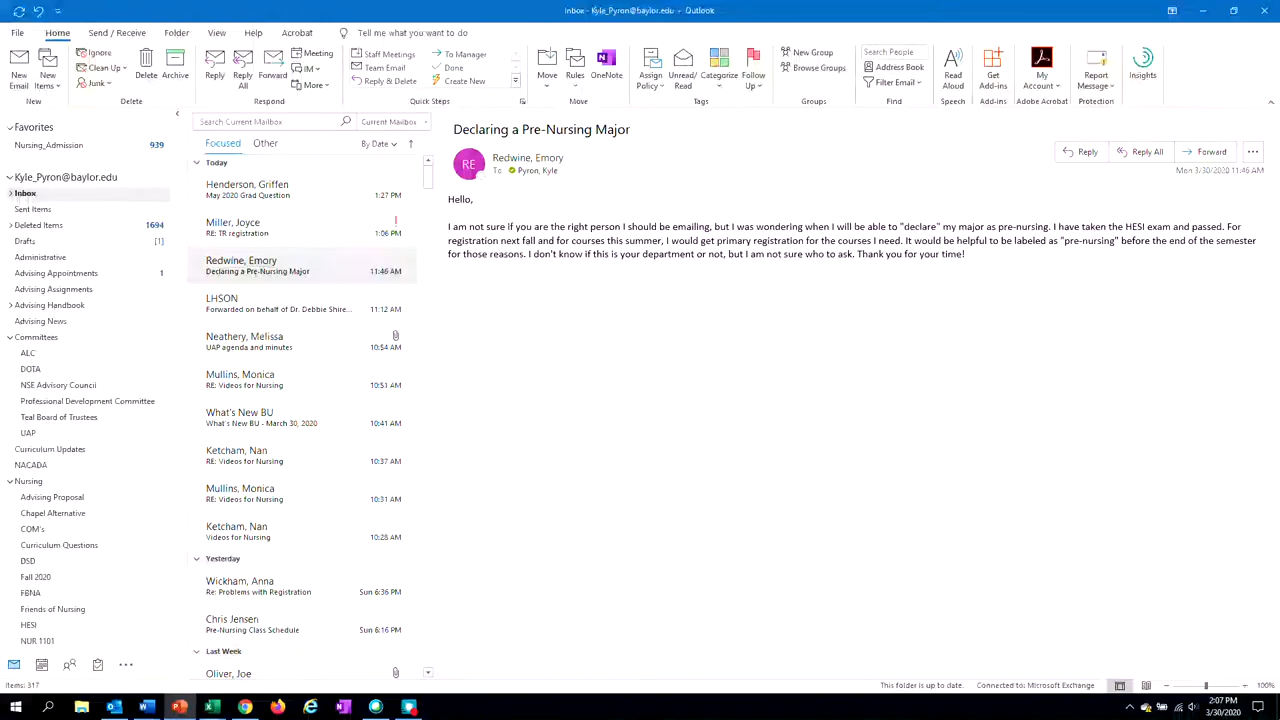 Inbox - Kyle_Pyron@baylor.edu - Outlook
File Home Send / Receive Folder View Help Acrobat Tell me what you want to do
New Email
New Items
New
Ignore
Clean Up
Junk
Delete
Archive
Delete
Reply
Reply All
Forward
Meeting
IM
More
Respond
Staff Meetings
Team Email
Reply & Delete
To Manager
Done
Create New
Quick Steps
Move
Rules
OneNote
Move
Assign Policy
Unread/ Read
Categorize
Follow Up
Tags
New Group
Browse Groups
Groups
Search People
Address Book
Filter Email
Find
Read Aloud
Speech
Get Add-ins
Add-ins
My Account
Adobe Acrobat
Report Message
Protection
Insights
Favorites
Nursing_Admission 939
Kyle_Pyron@baylor.edu
Inbox
Sent Items
Deleted Items 1694
Drafts [1]
Administrative
Advising Appointments 1
Advising Assignments
Advising Handbook
Advising News
Committees
ALC
DOTA
NSE Advisory Council
Professional Development Committee
Teal Board of Trustees
UAP
Curriculum Updates
NACADA
Nursing
Advising Proposal
Chapel Alternative
COM's
Curriculum Questions
DSD
Fall 2020
FBNA
Friends of Nursing
HESI
NUR 1101
Search Current Mailbox Current Mailbox
Focused Other By Date
Today
Henderson, Griffen
May 2020 Grad Question 1:27 PM
Miller, Joyce !
RE: TR registration 1:06 PM
Redwine, Emory
Declaring a Pre-Nursing Major 11:46 AM
LHSON
Forwarded on behalf of Dr. Debbie Shire... 11:12 AM
Neathery, Melissa
UAP agenda and minutes 10:54 AM
Mullins, Monica
RE: Videos for Nursing 10:51 AM
What's New BU
What's New BU - March 30, 2020 10:41 AM
Ketcham, Nan
RE: Videos for Nursing 10:37 AM
Mullins, Monica
RE: Videos for Nursing 10:31 AM
Ketcham, Nan
Videos for Nursing 10:28 AM
Yesterday
Wickham, Anna
Re: Problems with Registration Sun 6:36 PM
Chris Jensen
Pre-Nursing Class Schedule Sun 6:16 PM
Last Week
Oliver, Joe
Declaring a Pre-Nursing Major
RE
Redwine, Emory
To Pyron, Kyle
Reply Reply All Forward ...
Mon 3/30/2020 11:46 AM
Hello,
I am not sure if you are the right person I should be emailing, but I was wondering when I will be able to "declare" my major as pre-nursing. I have taken the HESI exam and passed. For
registration next fall and for courses this summer, I would get primary registration for the courses I need. It would be helpful to be labeled as "pre-nursing" before the end of the semester
for those reasons. I don't know if this is your department or not, but I am not sure who to ask. Thank you for your time!
Items: 317
This folder is up to date. Connected to: Microsoft Exchange 100%
2:07 PM
3/30/2020